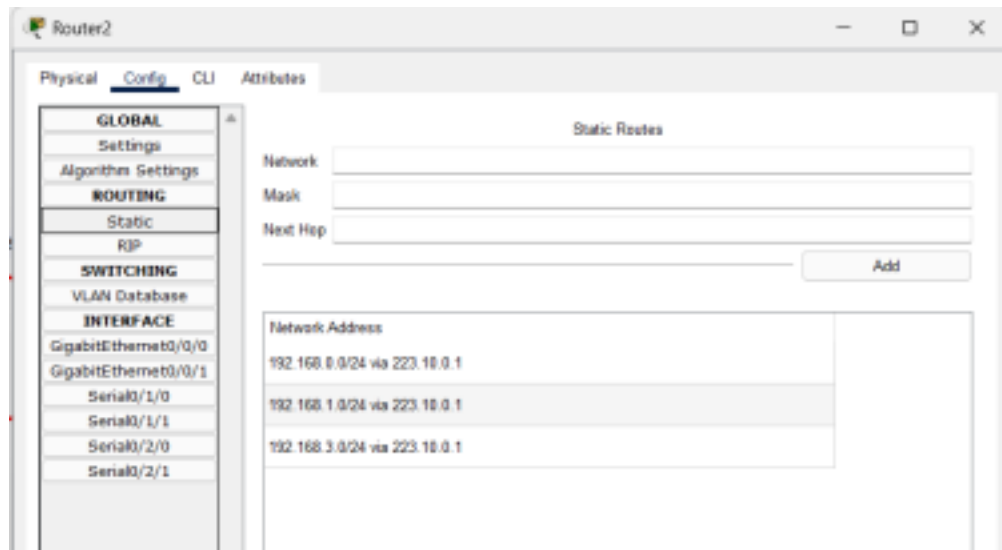 Router2
Physical Config CLI Attributes
GLOBAL
Settings
Algorithm Settings
ROUTING
Static
RIP
SWITCHING
VLAN Database
INTERFACE
GigabitEthernet0/0/0
GigabitEthernet0/0/1
Serial0/1/0
Serial0/1/1
Serial0/2/0
Serial0/2/1
Static Routes
Network
Mask
Next Hop
Add
Network Address
192.168.0.0/24 via 223.10.0.1
192.168.1.0/24 via 223.10.0.1
192.168.3.0/24 via 223.10.0.1